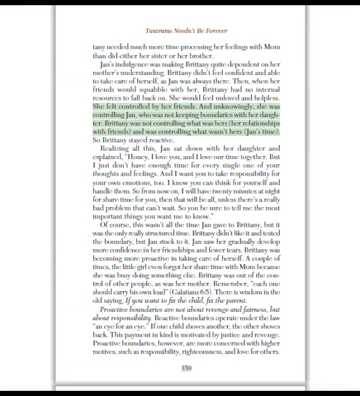 Tantrums Needn't Be Forever
tany needed much more time processing her feelings with Mom
than did either her sister or her brother.
Jan's indulgence was making Brittany quite dependent on her
mother's understanding. Brittany didn't feel confident and able
to take care of herself, as Jan was always there. Then, when her
friends would squabble with her, Brittany had no internal
resources to fall back on. She would feel unloved and helpless.
She felt controlled by her friends. And unknowingly, she was
controlling Jan, who was not keeping boundaries with her daugh-
ter. Brittany was not controlling what was hers (her relationships
with friends) and was controlling what wasn't hers (Jan's time).
So Brittany stayed reactive.
Realizing all this, Jan sat down with her daughter and
explained, "Honey, I love you, and I love our time together. But
I just don't have enough time for every single one of your
thoughts and feelings. And I want you to take responsibility for
your own emotions, too. I know you can think for yourself and
handle them. So from now on, I will have twenty minutes at night
for share time for you, then that will be all, unless there's a really
bad problem that can't wait. So you be sure to tell me the most
important things you want me to know."
Of course, this wasn't all the time Jan gave to Brittany, but it
was the only really structured time. Brittany didn't like it and tested
the boundary, but Jan stuck to it. Jan saw her gradually develop
more confidence in her friendships and fewer tears. Brittany was
becoming more proactive in taking care of herself. A couple of
times, the little girl even forgot her share time with Mom because
she was busy doing something else. Brittany was out of the con-
trol of other people, as was her mother. Remember, "each one
should carry his own load" (Galatians 6:5). There is wisdom in the
old saying, If you want to fix the child, fix the parent.
Proactive boundaries are not about revenge and fairness, but
about responsibility. Reactive boundaries operate under the law
"an eye for an eye." If one child shoves another, the other shoves
back. This payment in kind is motivated by justice and revenge.
Proactive boundaries, however, are more concerned with higher
motives, such as responsibility, righteousness, and love for others.
159